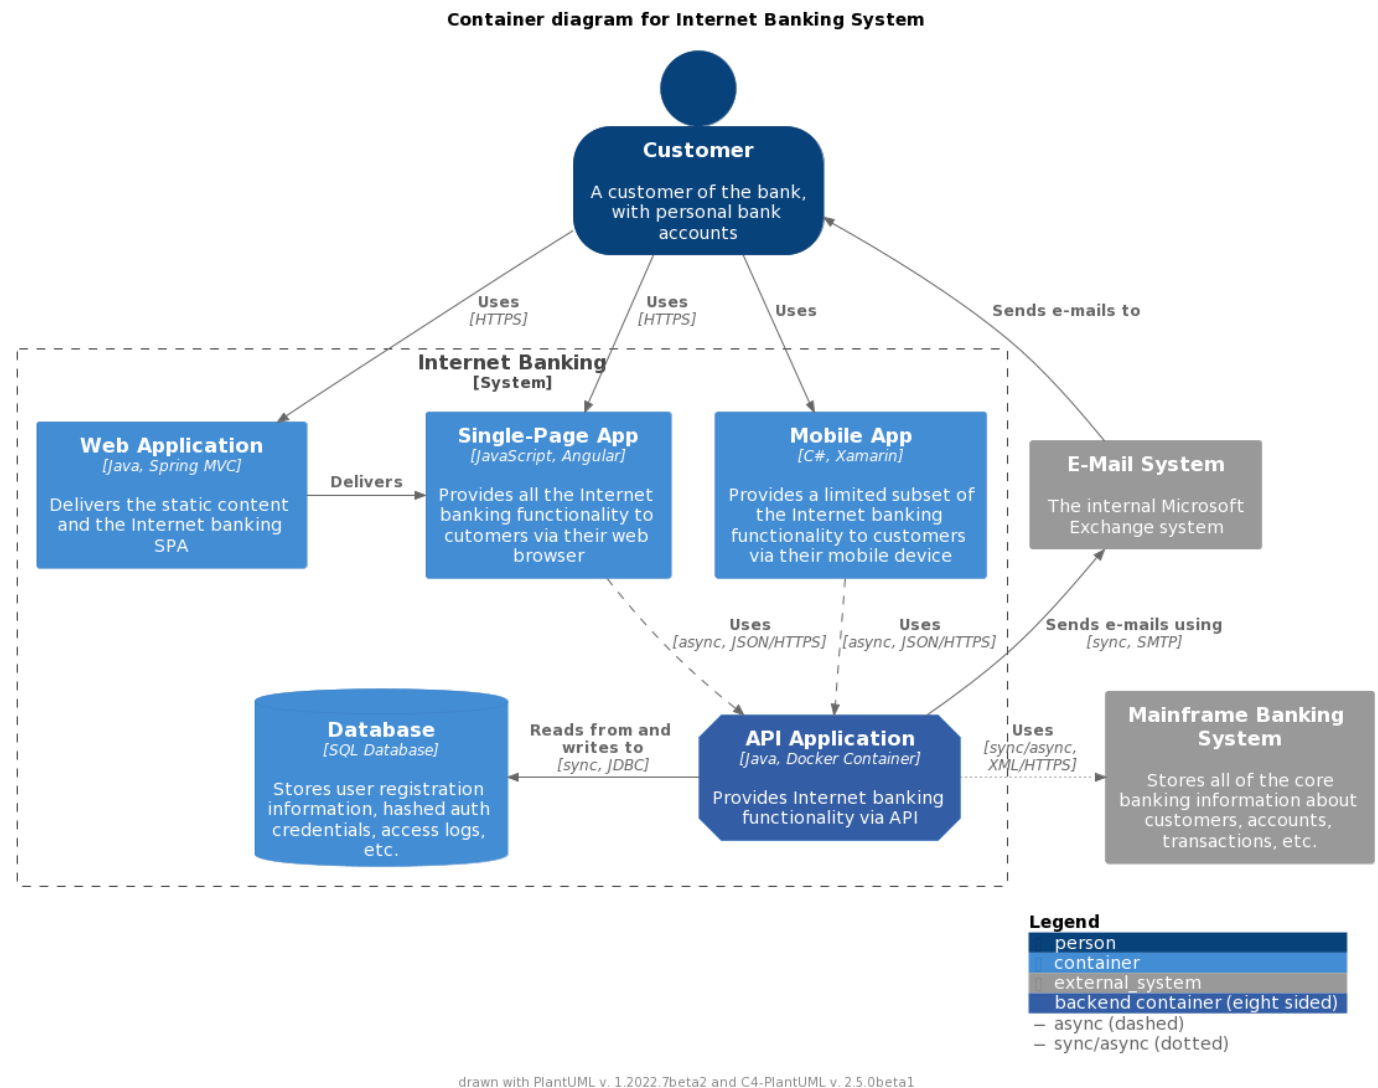 Container diagram for Internet Banking System
Customer
A customer of the bank,
with personal bank
accounts
Uses
[HTTPS]
Uses
[HTTPS]
Uses
Sends e-mails to
Internet Banking
[System]
Web Application
[Java, Spring MVC]
Delivers the static content
and the Internet banking
SPA
Delivers
Single-Page App
[JavaScript, Angular]
Provides all the Internet
banking functionality to
cutomers via their web
browser
Mobile App
[C#, Xamarin]
Provides a limited subset of
the Internet banking
functionality to customers
via their mobile device
E-Mail System
The internal Microsoft
Exchange system
Uses
[async, JSON/HTTPS]
Uses
[async, JSON/HTTPS]
Sends e-mails using
[sync, SMTP]
Database
[SQL Database]
Stores user registration
information, hashed auth
credentials, access logs,
etc.
Reads from and
writes to
[sync, JDBC]
API Application
[Java, Docker Container]
Provides Internet banking
functionality via API
Uses
[sync/async,
XML/HTTPS]
Mainframe Banking
System
Stores all of the core
banking information about
customers, accounts,
transactions, etc.
Legend
person
container
external_system
backend container (eight sided)
– async (dashed)
– sync/async (dotted)
drawn with PlantUML v. 1.2022.7beta2 and C4-PlantUML v. 2.5.0beta1